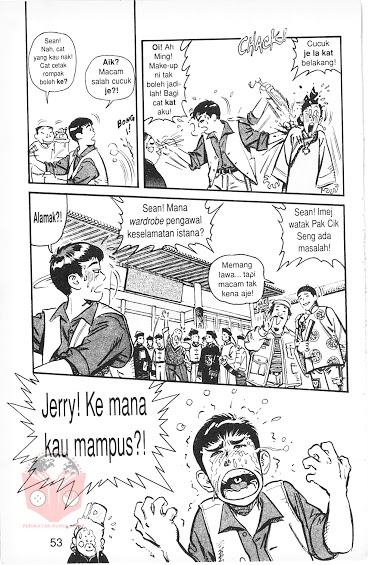 Sean!
Nah, cat
yang kau nak!
Cat cetak
rompak
boleh ke?
Aik?
Macam
salah cucuk
je?!
BONG!
Oi! Ah
Ming!
Make-up
ni tak
boleh jadi-
lah! Bagi
cat kat
aku!
CHACK!
Cucuk
je la kat
belakang!
Alamak?!
Sean! Mana
wardrobe pengawal
keselamatan istana?
Memang
lawa... tapi
macam tak
kena aje!
Sean! Imej
watak Pak Cik
Seng ada
masalah!
Jerry! Ke mana
kau mampus?!
53